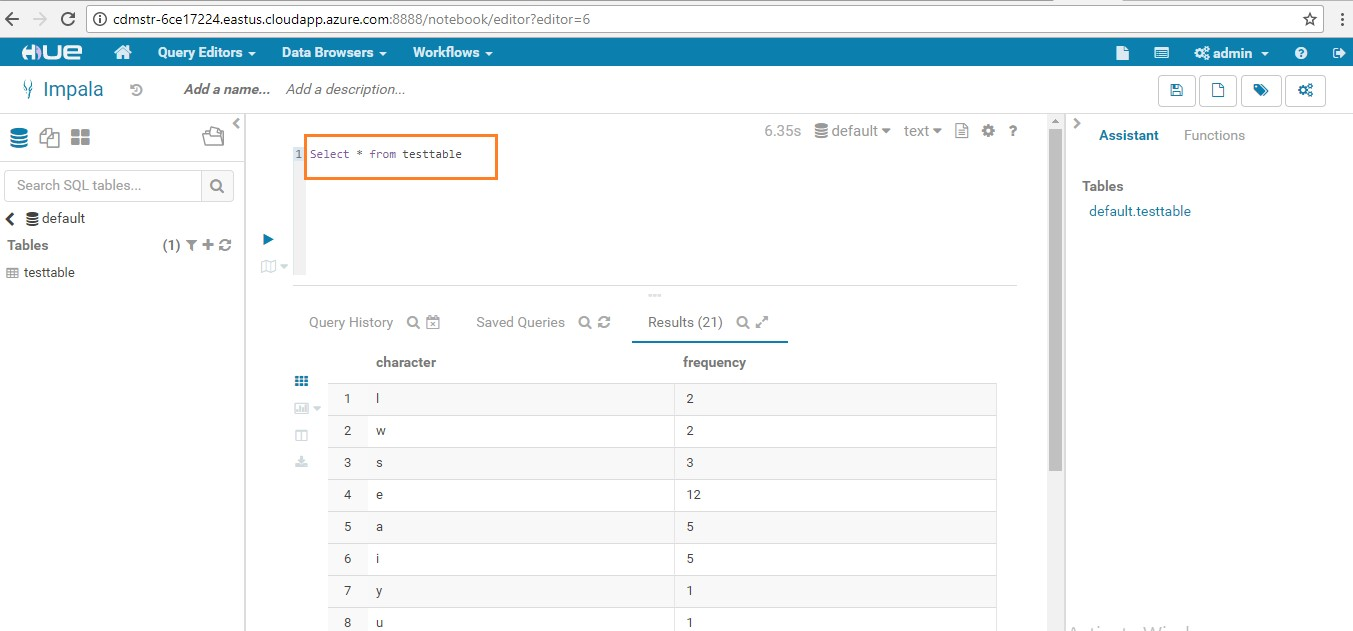 cdmstr-6ce17224.eastus.cloudapp.azure.com:8888/notebook/editor?editor=6
HUE Query Editors Data Browsers Workflows admin ?
Impala Add a name... Add a description...
6.35s default text ?
Assistant Functions
1 Select * from testtable
Search SQL tables...
default
Tables (1)
testtable
Tables
default.testtable
Query History Saved Queries Results (21)
character frequency
1 l 2
2 w 2
3 s 3
4 e 12
5 a 5
6 i 5
7 y 1
8 u 1